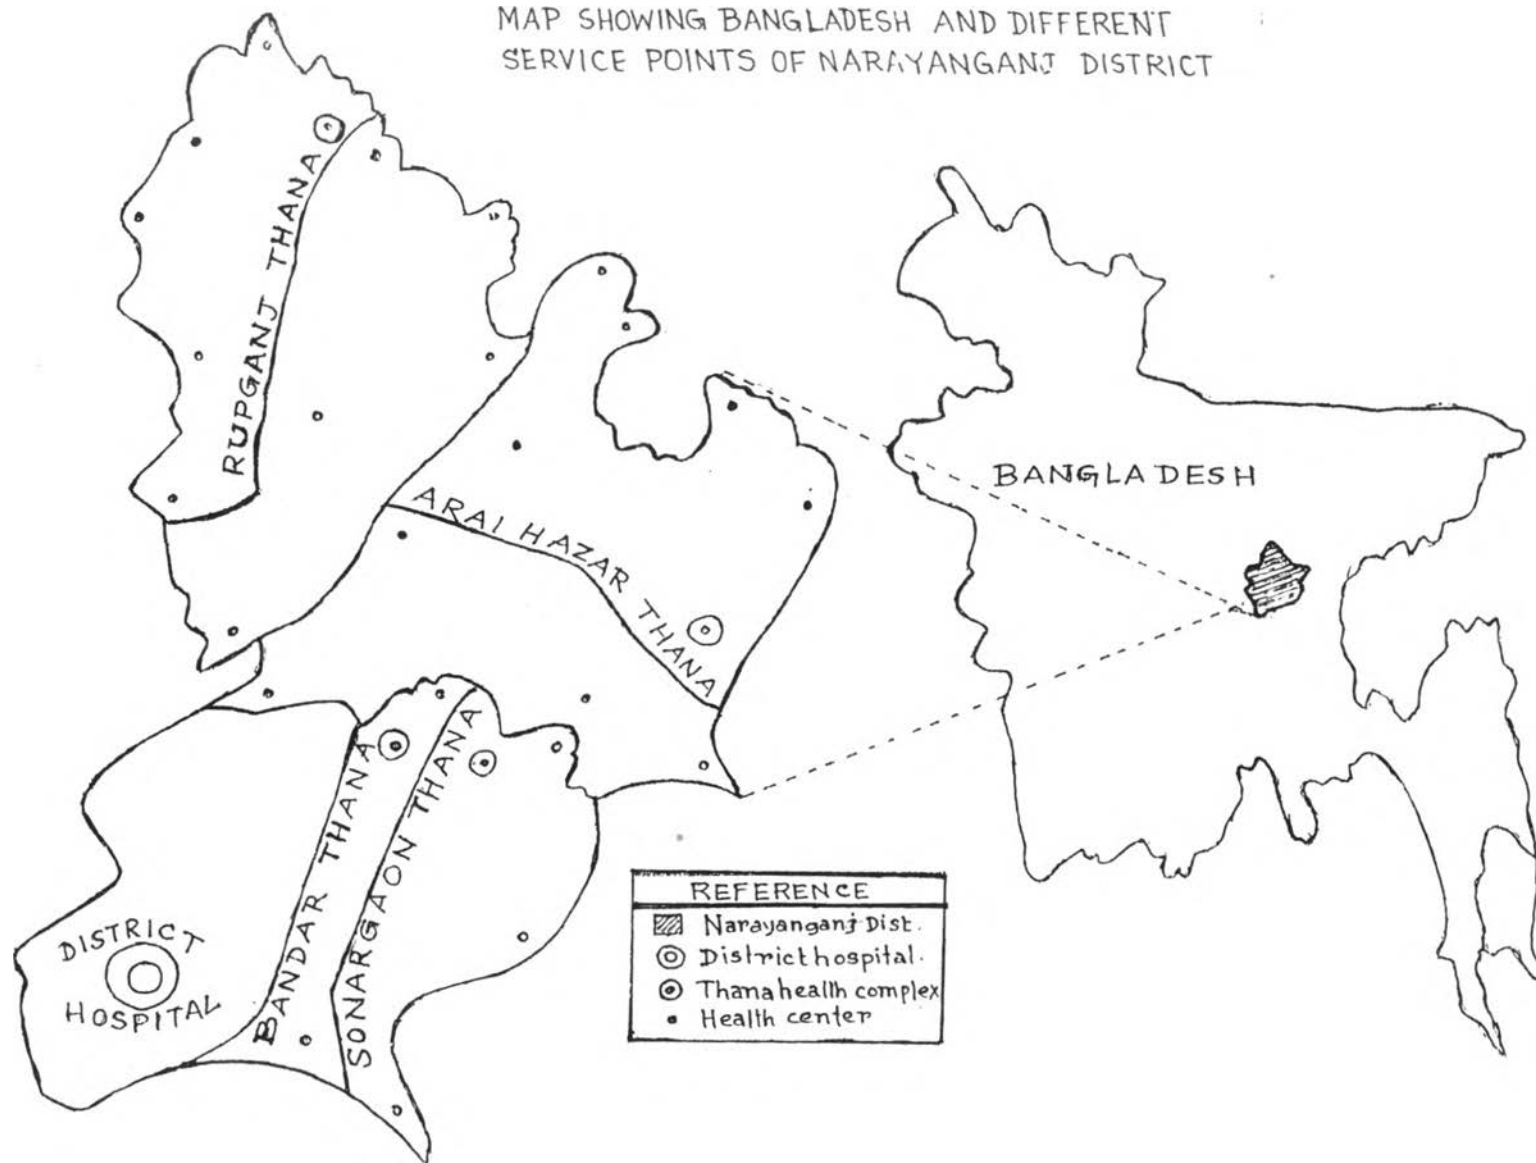 MAP SHOWING BANGLADESH AND DIFFERENT
SERVICE POINTS OF NARAYANGANJ DISTRICT
RUPGANJ THANA
ARAI HAZAR THANA
BANGLADESH
BANDAR THANA
SONARGAON THANA
DISTRICT
HOSPITAL
REFERENCE
Narayanganj Dist.
District hospital.
Thana health complex
Health center